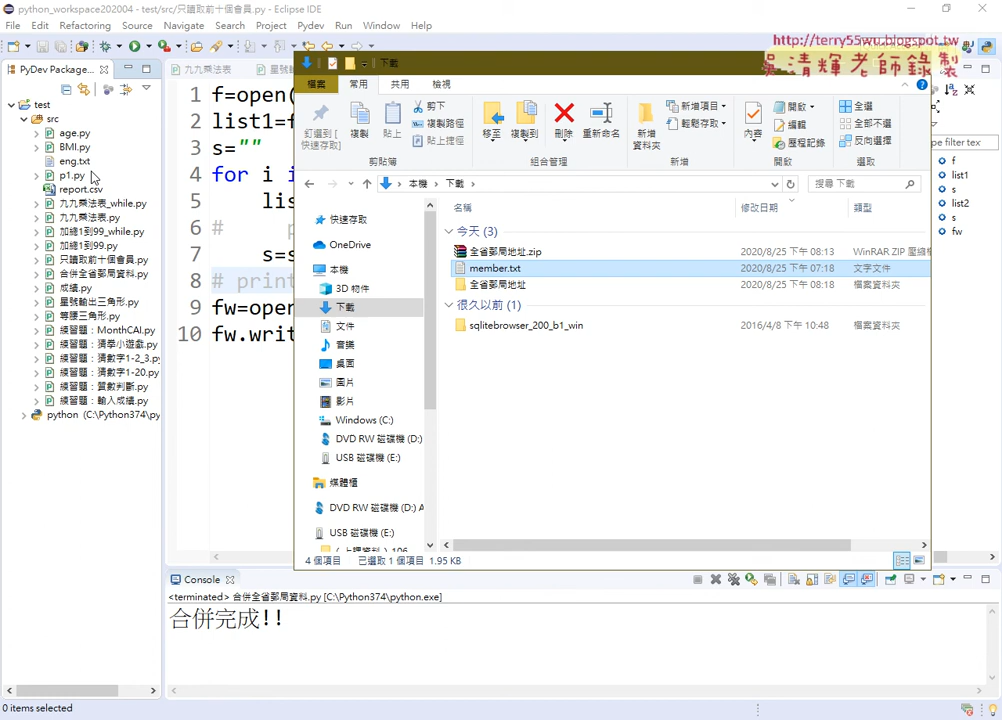 python_workspace202004 - test/src/只讀取前十個會員.py - Eclipse IDE
File Edit Refactoring Source Navigate Search Project Pydev Run Window Help
http://terry55wu.blogspot.tw
吳清輝老師錄製
PyDev Package...
test
src
age.py
BMI.py
eng.txt
p1.py
report.csv
九九乘法表_while.py
九九乘法表.py
加總1到99_while.py
加總1到99.py
只讀取前十個會員.py
合併全省郵局資料.py
成績.py
星號輸出三角形.py
等腰三角形.py
練習題：MonthCAI.py
練習題：猜拳小遊戲.py
練習題：猜數字1-2_3.py
練習題：猜數字1-20.py
練習題：質數判斷.py
練習題：輸入成績.py
python (C:\Python374\py
九九乘法表
星號
1 f=open(
2 list1=f
3 s=""
4 for i i
5 lis
6 # p
7 s=s
8 # print
9 fw=open
10 fw.writ
下載
檔案 常用 共用 檢視
釘選到 [快速存取]
複製
貼上
剪下
複製路徑
貼上捷徑
移至
複製到
刪除
重新命名
新增資料夾
新增項目
輕鬆存取
內容
開啟
編輯
歷程記錄
全選
全部不選
反向選擇
剪貼簿 組合管理 新增 開啟 選取
本機 › 下載 ›
搜尋 下載
快速存取
OneDrive
本機
3D 物件
下載
文件
音樂
桌面
圖片
影片
Windows (C:)
DVD RW 磁碟機 (D:)
USB 磁碟機 (E:)
媒體櫃
DVD RW 磁碟機 (D:) A
USB 磁碟機 (E:)
名稱 修改日期 類型
今天 (3)
全省郵局地址.zip 2020/8/25 下午 08:13 WinRAR ZIP 壓縮
member.txt 2020/8/25 下午 07:18 文字文件
全省郵局地址 2020/8/25 下午 08:18 檔案資料夾
很久以前 (1)
sqlitebrowser_200_b1_win 2016/4/8 下午 10:48 檔案資料夾
4 個項目 已選取 1 個項目 1.95 KB
ype filter tex
f
list1
s
list2
s
fw
Console
<terminated> 合併全省郵局資料.py [C:\Python374\python.exe]
合併完成!!
0 items selected